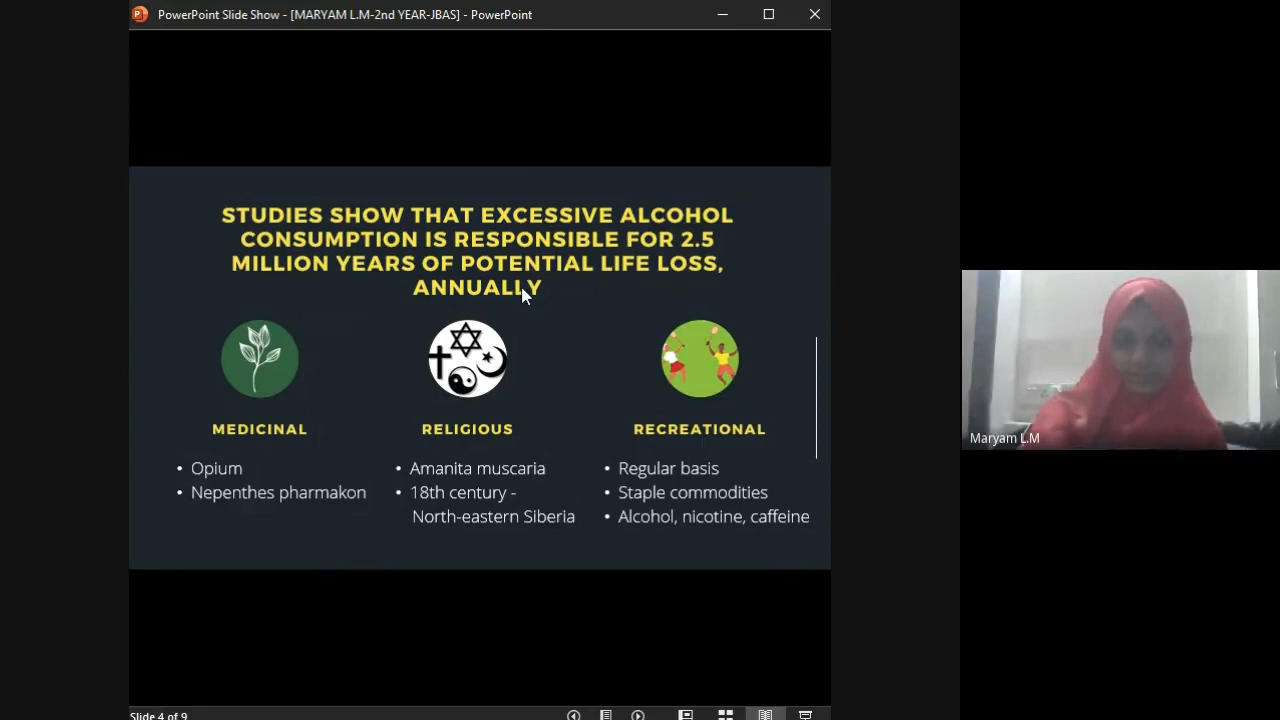 PowerPoint Slide Show - [MARYAM L.M-2nd YEAR-JBAS] - PowerPoint
STUDIES SHOW THAT EXCESSIVE ALCOHOL
CONSUMPTION IS RESPONSIBLE FOR 2.5
MILLION YEARS OF POTENTIAL LIFE LOSS,
ANNUALLY
MEDICINAL
• Opium
• Nepenthes pharmakon
RELIGIOUS
• Amanita muscaria
• 18th century -
North-eastern Siberia
RECREATIONAL
• Regular basis
• Staple commodities
• Alcohol, nicotine, caffeine
Maryam L.M
Slide 4 of 9